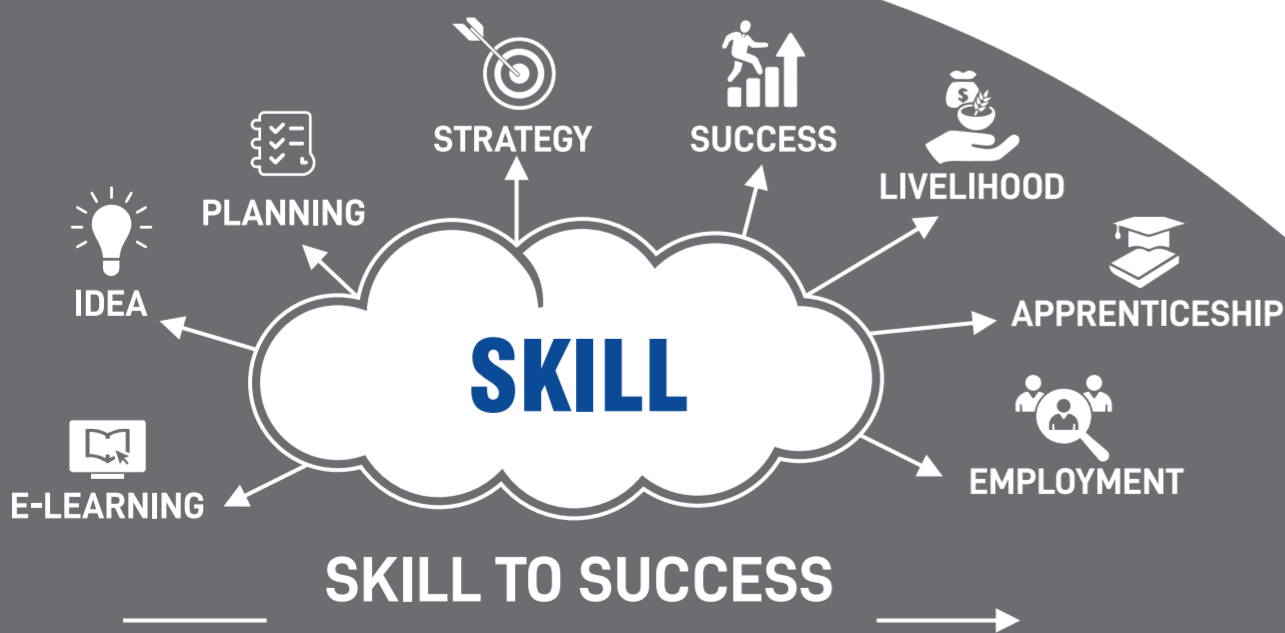 STRATEGY
SUCCESS
PLANNING
LIVELIHOOD
IDEA
APPRENTICESHIP
SKILL
E-LEARNING
EMPLOYMENT
SKILL TO SUCCESS
$